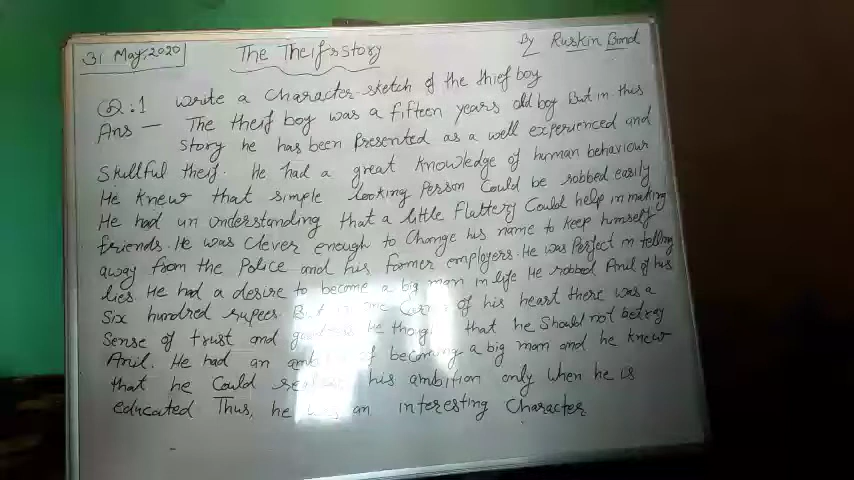 31 May, 2020
The Theif's story
By Ruskin Bond
Q.1 write a character sketch of the thief boy
Ans — The theif boy was a fifteen years old boy But in this
story he has been presented as a well experienced and
Skillful theif. He had a great knowledge of human behaviour
He knew that simple looking person could be robbed easily
He had un understanding that a little flattery Could help in making
friends. He was clever enough to change his name to keep himself
away from the Police and his former employers. He was perfect in telling
lies He had a desire to become a big man in life He robbed Anil of his
six hundred rupees. But in of his heart there was a
sense of trust and He that he should not betray
Anil. He had an of becoming a big man and he knew
that he Could his ambition only when he is
educated Thus, he was an interesting Character